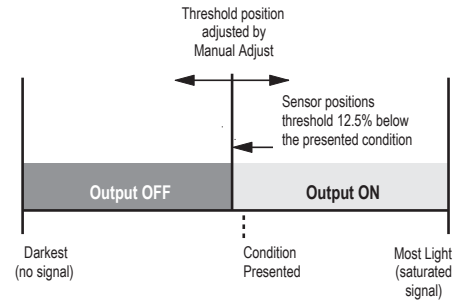 Threshold position
adjusted by
Manual Adjust
Sensor positions
threshold 12.5% below
the presented condition
Output OFF
Output ON
Darkest
(no signal)
Condition
Presented
Most Light
(saturated
signal)